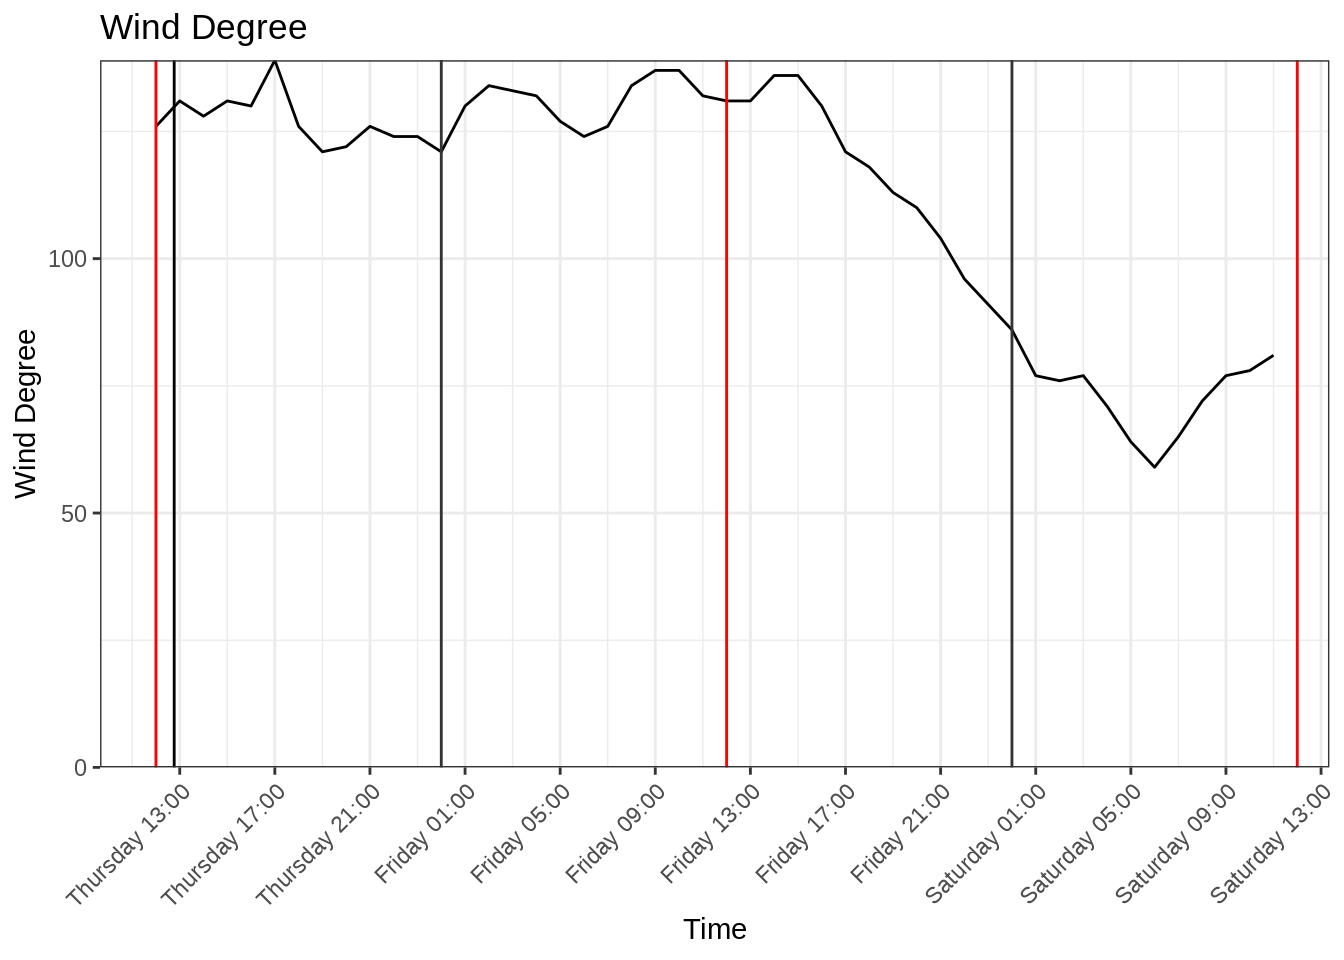 Wind Degree
Wind Degree
100
50
0
Thursday 13:00
Thursday 17:00
Thursday 21:00
Friday 01:00
Friday 05:00
Friday 09:00
Friday 13:00
Friday 17:00
Friday 21:00
Saturday 01:00
Saturday 05:00
Saturday 09:00
Saturday 13:00
Time